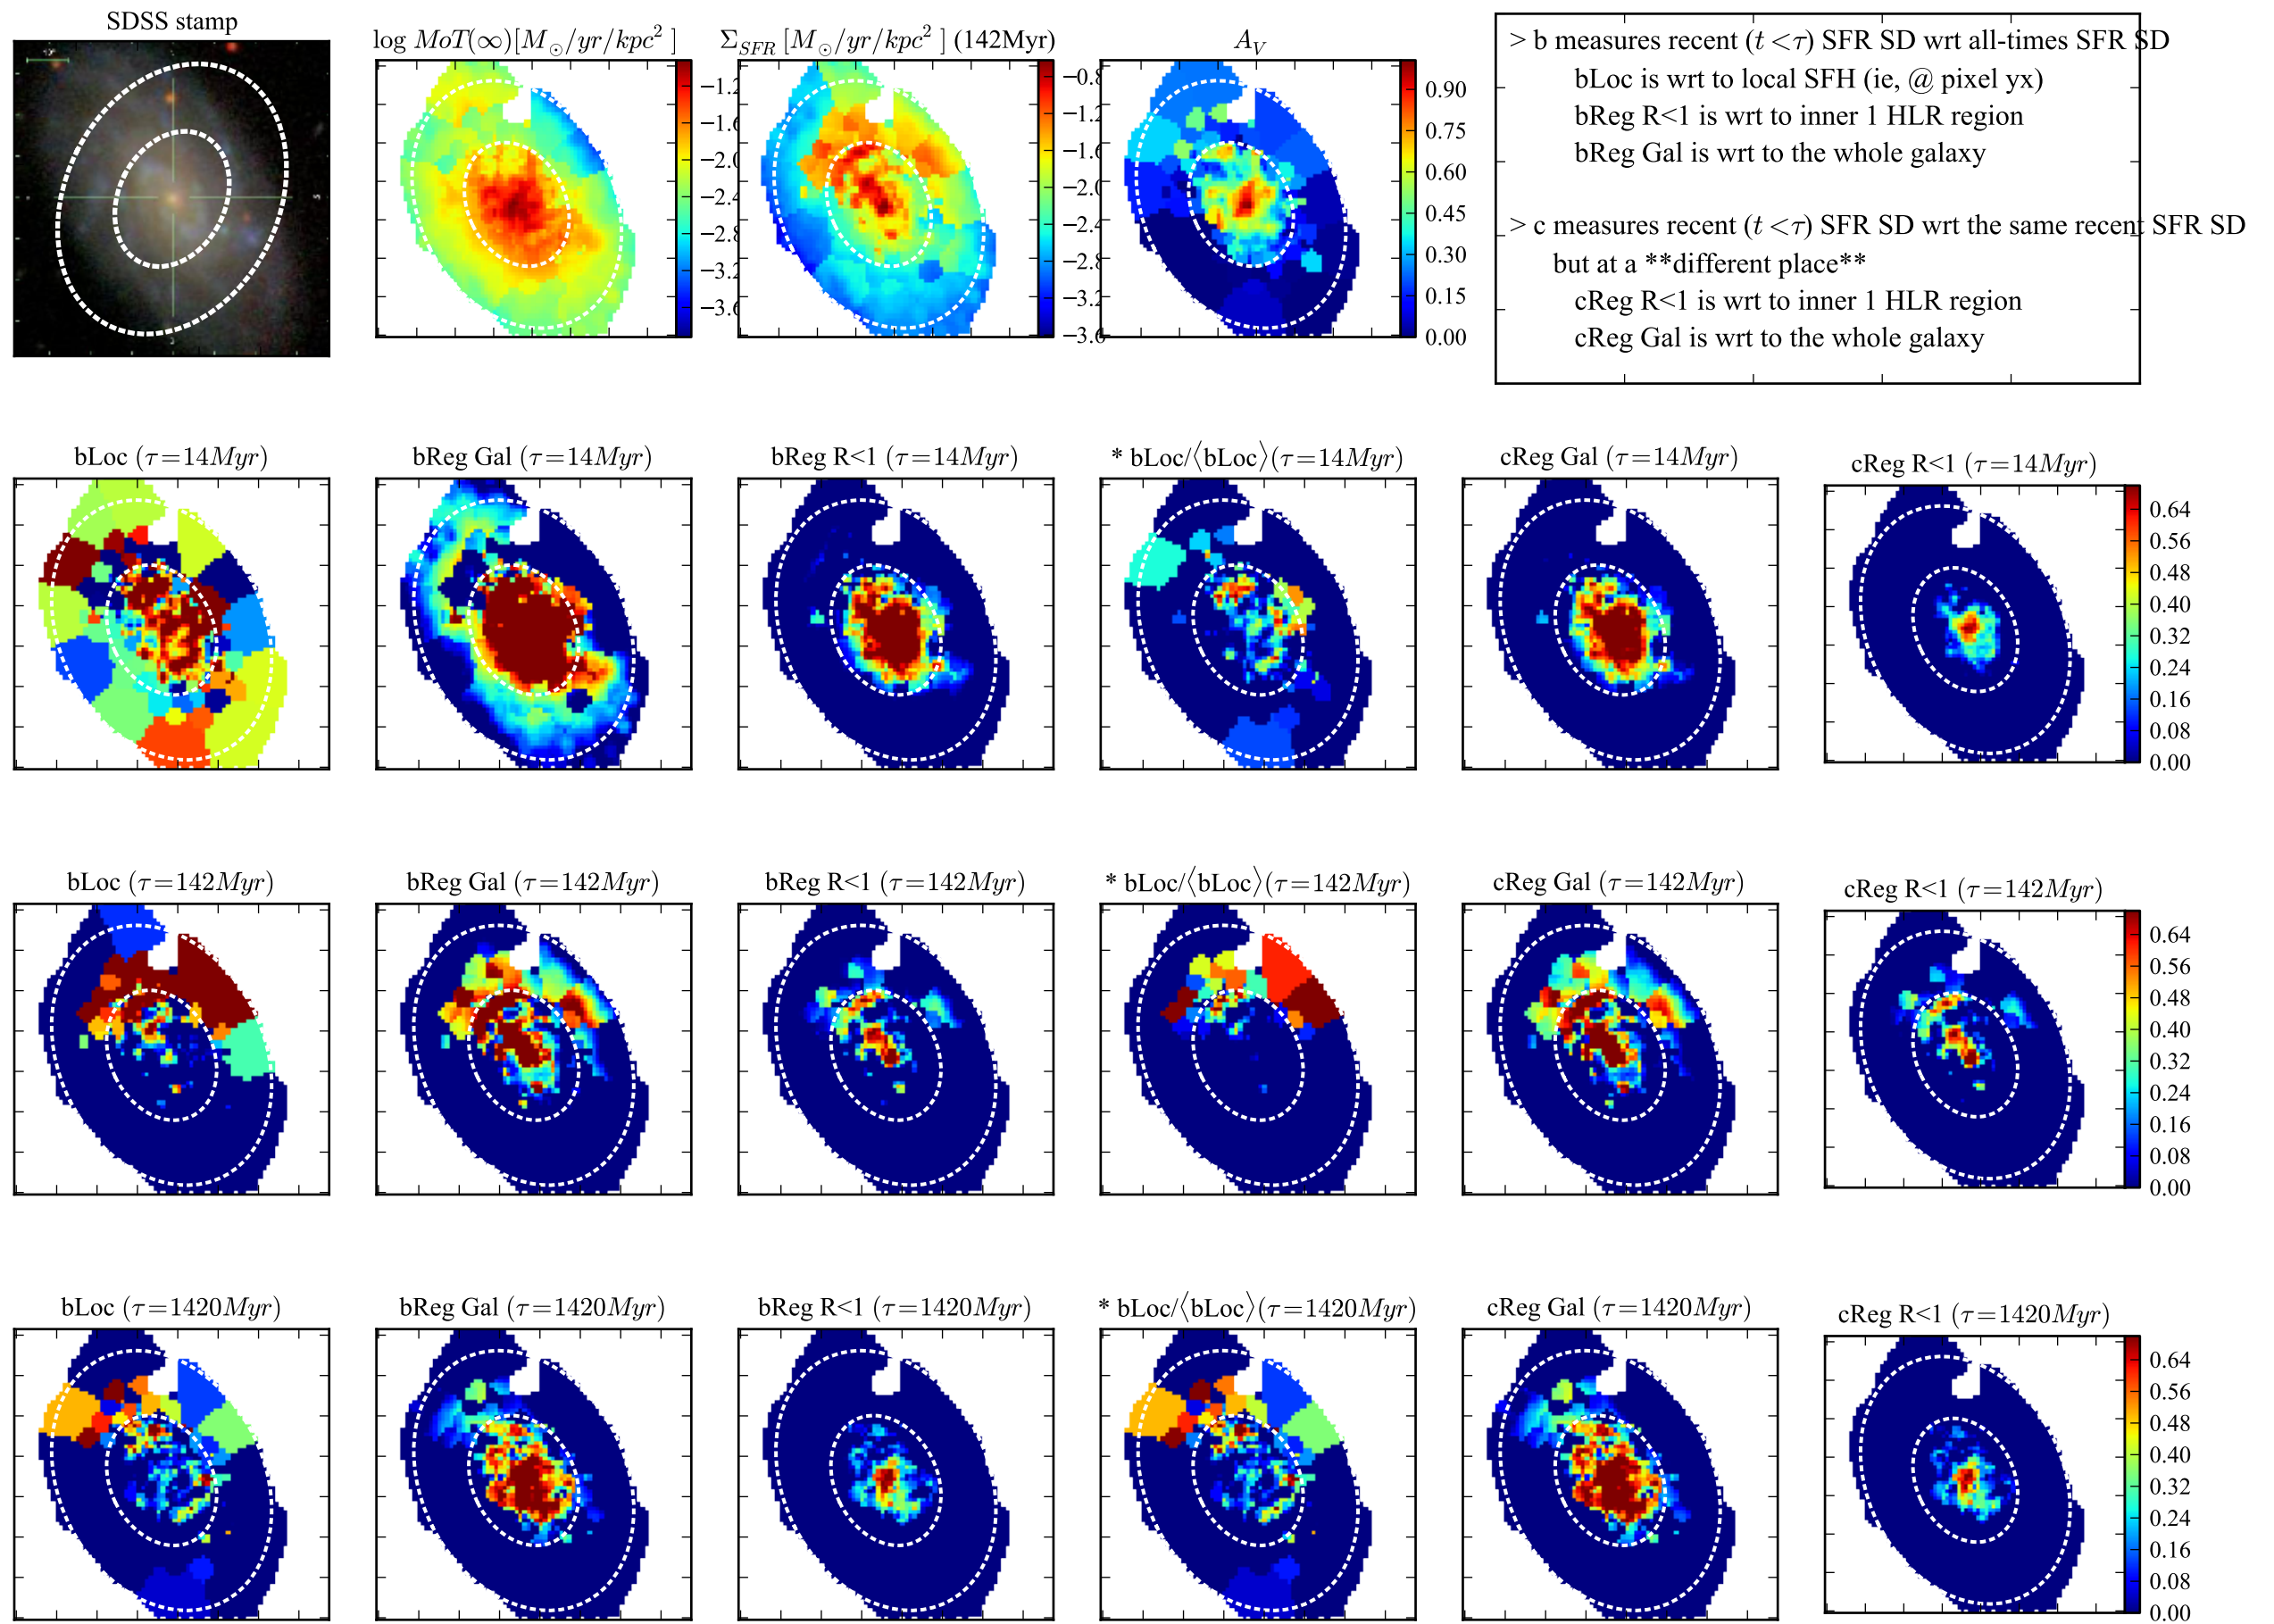 SDSS stamp
log MoT(∞)[M⊙/yr/kpc² ]
Σ_SFR [M⊙/yr/kpc² ] (142Myr)
A_V
−1.2
−1.6
−2.0
−2.4
−2.8
−3.2
−3.6
−0.8
−1.2
−1.6
−2.0
−2.4
−2.8
−3.2
−3.6
0.90
0.75
0.60
0.45
0.30
0.15
0.00
> b measures recent (t <τ) SFR SD wrt all-times SFR SD
bLoc is wrt to local SFH (ie, @ pixel yx)
bReg R<1 is wrt to inner 1 HLR region
bReg Gal is wrt to the whole galaxy
> c measures recent (t <τ) SFR SD wrt the same recent SFR SD
but at a **different place**
cReg R<1 is wrt to inner 1 HLR region
cReg Gal is wrt to the whole galaxy
bLoc (τ=14Myr)
bReg Gal (τ=14Myr)
bReg R<1 (τ=14Myr)
* bLoc/⟨bLoc⟩(τ=14Myr)
cReg Gal (τ=14Myr)
cReg R<1 (τ=14Myr)
0.64
0.56
0.48
0.40
0.32
0.24
0.16
0.08
0.00
bLoc (τ=142Myr)
bReg Gal (τ=142Myr)
bReg R<1 (τ=142Myr)
* bLoc/⟨bLoc⟩(τ=142Myr)
cReg Gal (τ=142Myr)
cReg R<1 (τ=142Myr)
0.64
0.56
0.48
0.40
0.32
0.24
0.16
0.08
0.00
bLoc (τ=1420Myr)
bReg Gal (τ=1420Myr)
bReg R<1 (τ=1420Myr)
* bLoc/⟨bLoc⟩(τ=1420Myr)
cReg Gal (τ=1420Myr)
cReg R<1 (τ=1420Myr)
0.64
0.56
0.48
0.40
0.32
0.24
0.16
0.08
0.00